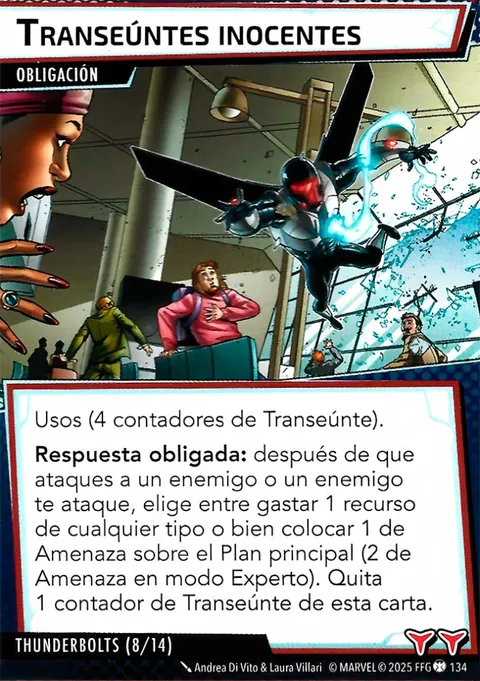 TRANSEÚNTES INOCENTES
OBLIGACIÓN
Usos (4 contadores de Transeúnte).
Respuesta obligada: después de que
ataques a un enemigo o un enemigo
te ataque, elige entre gastar 1 recurso
de cualquier tipo o bien colocar 1 de
Amenaza sobre el Plan principal (2 de
Amenaza en modo Experto). Quita
1 contador de Transeúnte de esta carta.
THUNDERBOLTS (8/14)
Andrea Di Vito & Laura Villari © MARVEL © 2025 FFG 134